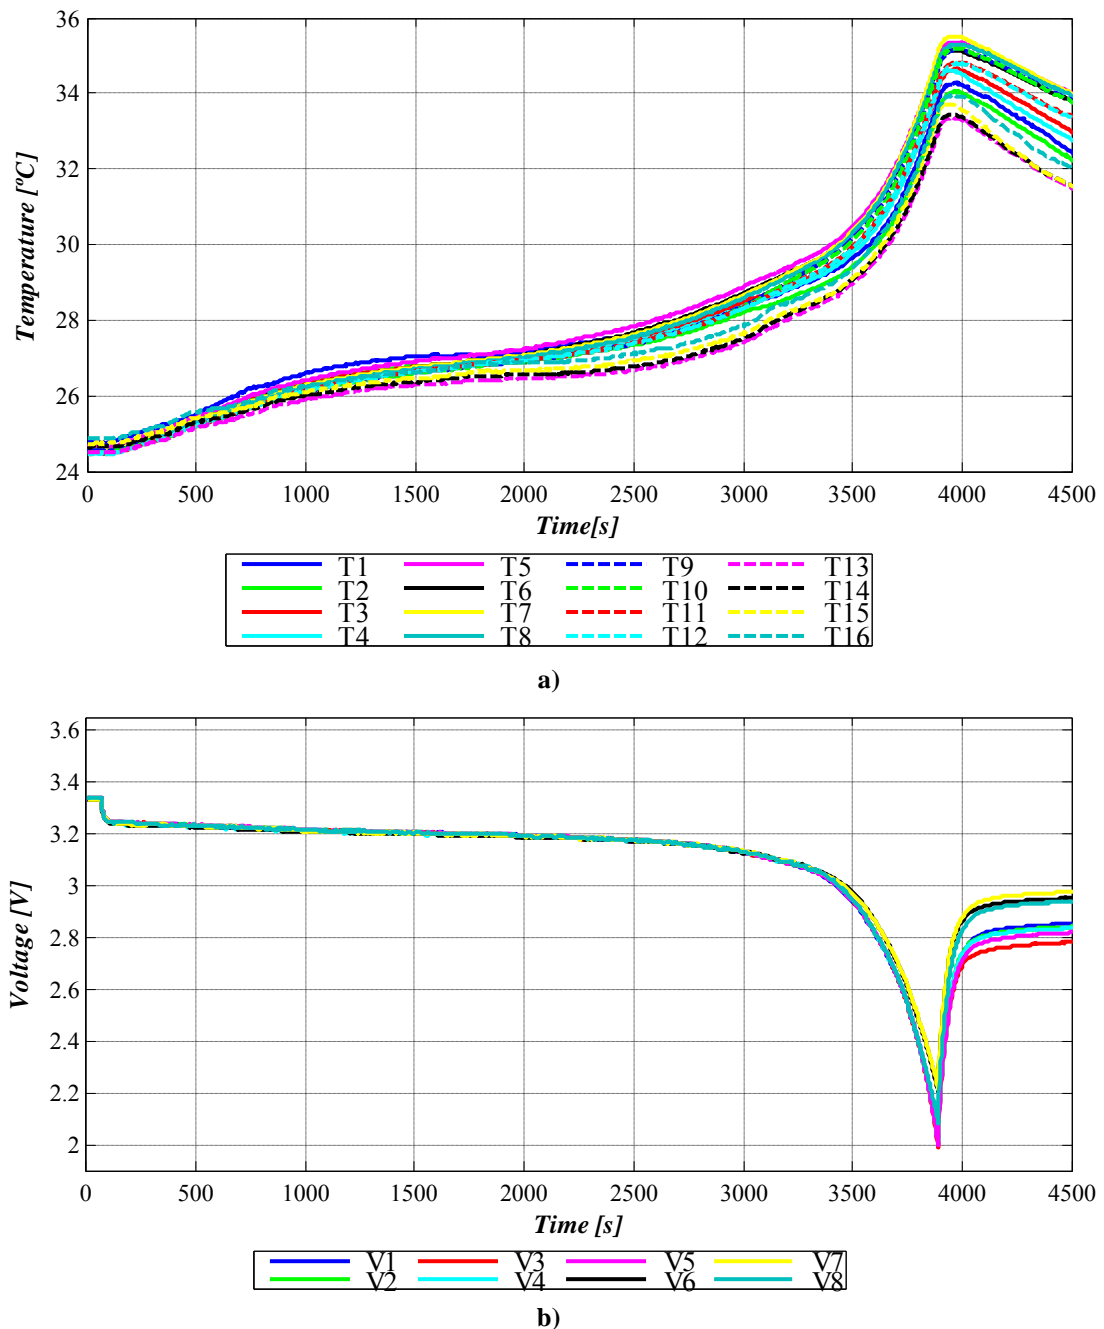 36
34
32
30
28
26
24
Temperature [ºC]
0 500 1000 1500 2000 2500 3000 3500 4000 4500
Time[s]
T1 T5 T9 T13
T2 T6 T10 T14
T3 T7 T11 T15
T4 T8 T12 T16
a)
3.6
3.4
3.2
3
2.8
2.6
2.4
2.2
2
Voltage [V]
0 500 1000 1500 2000 2500 3000 3500 4000 4500
Time [s]
V1 V3 V5 V7
V2 V4 V6 V8
b)